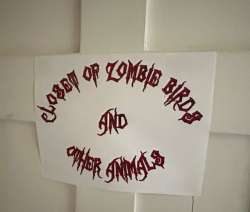 CLOSET OF ZOMBIE BIRDS
AND
OTHER ANIMALS